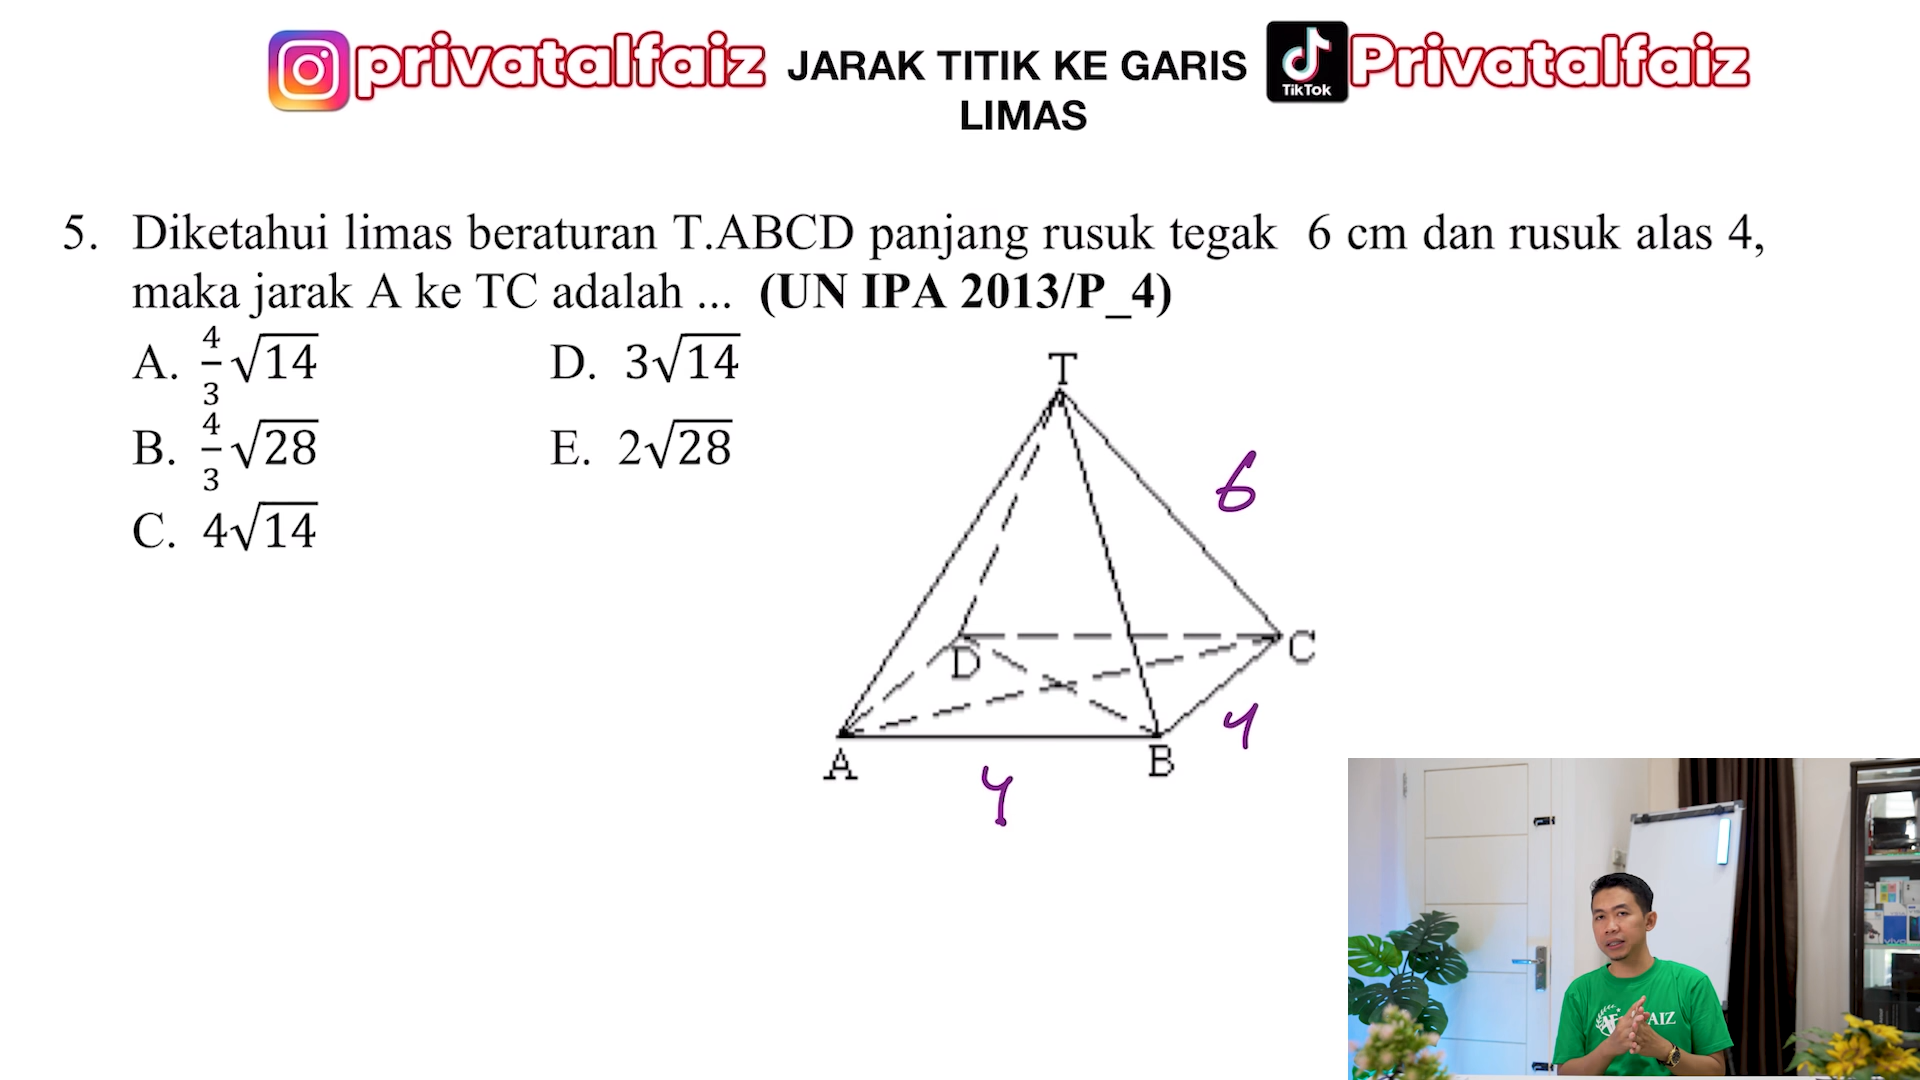 privatalfaiz JARAK TITIK KE GARIS TikTok Privatalfaiz
LIMAS
5. Diketahui limas beraturan T.ABCD panjang rusuk tegak 6 cm dan rusuk alas 4,
maka jarak A ke TC adalah ... (UN IPA 2013/P_4)
A. 4/3 √14 D. 3√14
B. 4/3 √28 E. 2√28
C. 4√14
T
6
D
C
4
A
B
4
AIZ